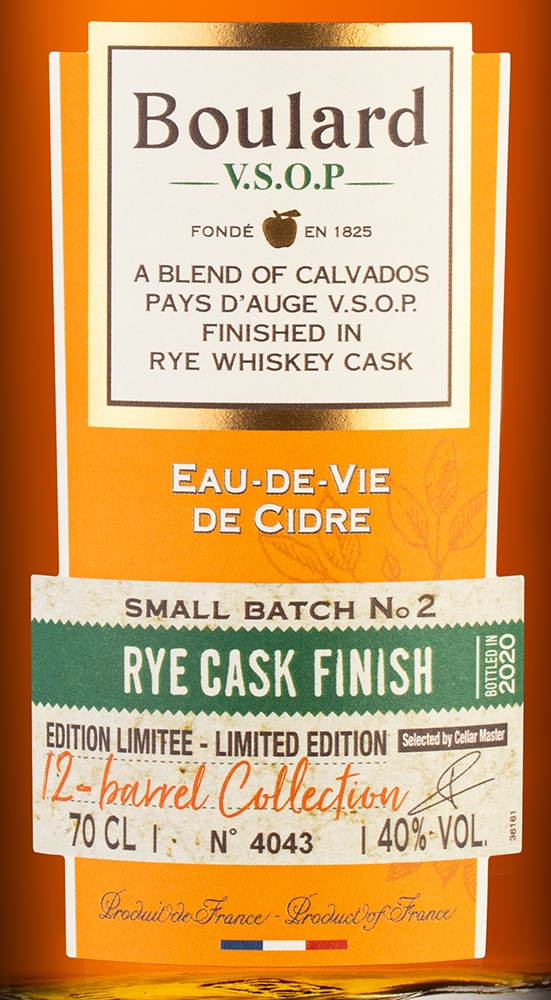 Boulard
V.S.O.P
FONDÉ EN 1825
A BLEND OF CALVADOS
PAYS D'AUGE V.S.O.P.
FINISHED IN
RYE WHISKEY CASK
EAU-DE-VIE
DE CIDRE
SMALL BATCH No 2
RYE CASK FINISH
BOTTLED IN
2020
EDITION LIMITEE - LIMITED EDITION
Selected by Cellar Master
12-barrel Collection
70 CL | N° 4043 | 40% VOL.
36161
Produit de France - Product of France